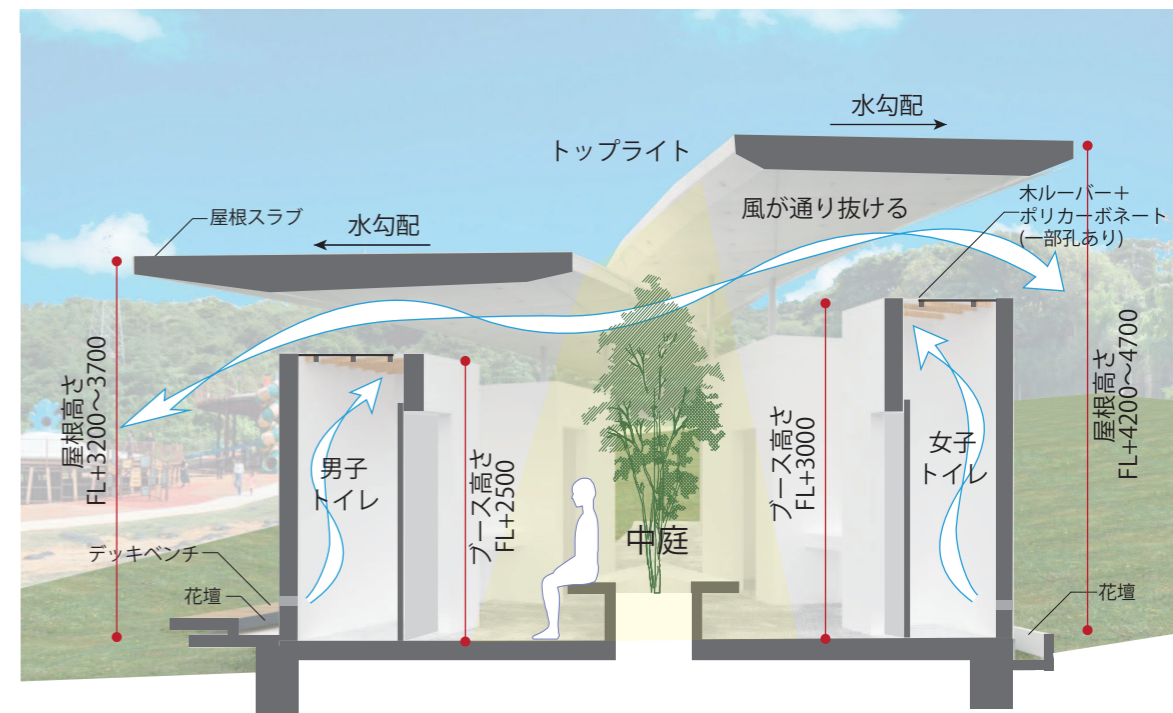 水勾配
トップライト
木ルーバー＋
ポリカーボネート
(一部孔あり)
屋根スラブ
水勾配
風が通り抜ける
屋根高さ
FL+3200〜3700
男子
トイレ
ブース高さ
FL+2500
中庭
ブース高さ
FL+3000
女子
トイレ
屋根高さ
FL+4200〜4700
デッキベンチ
花壇
花壇